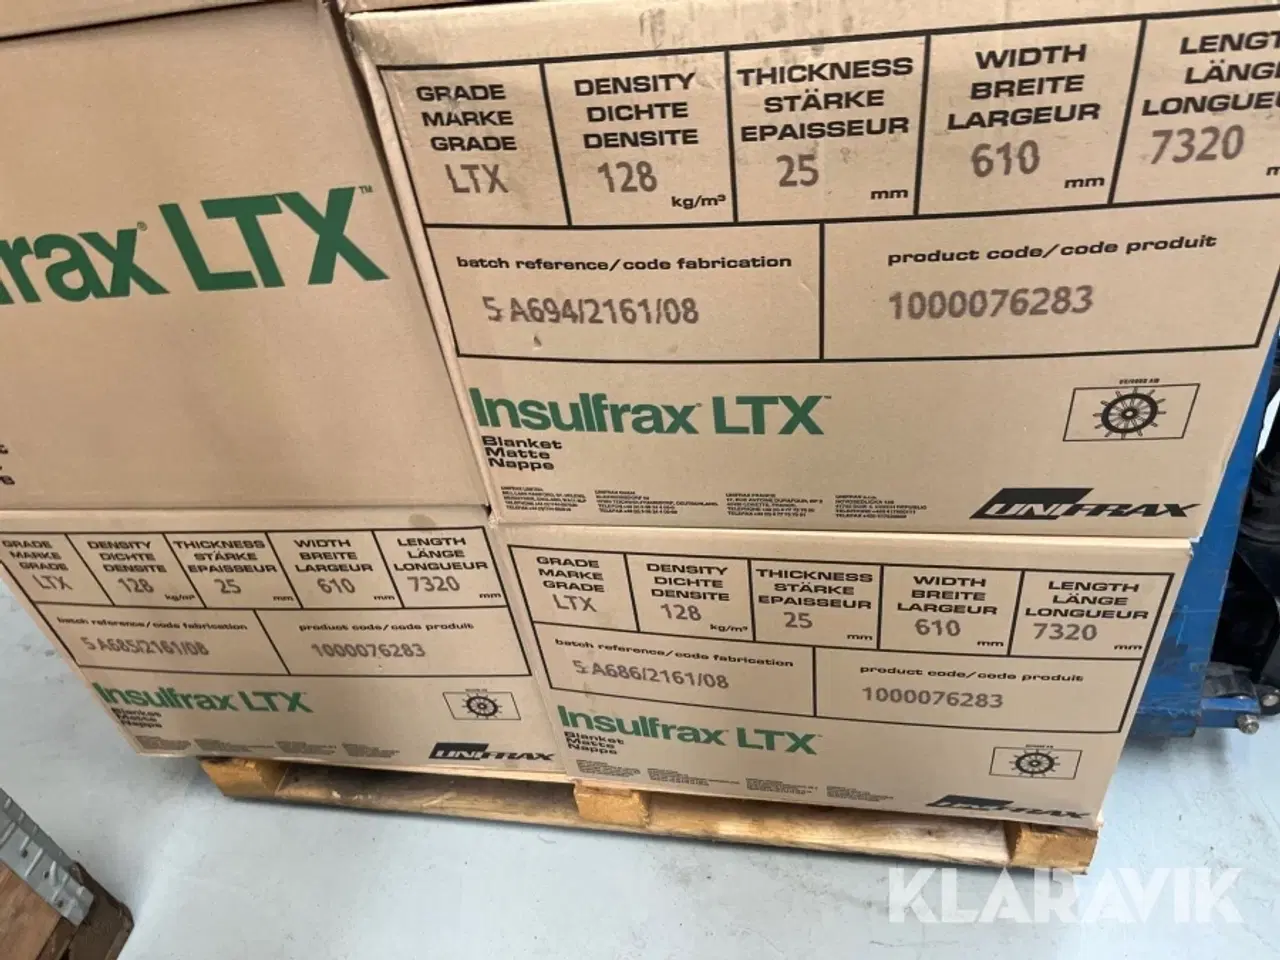 rax® LTX™
GRADE
MARKE
GRADE
LTX
DENSITY
DICHTE
DENSITE
128 kg/m³
THICKNESS
STÄRKE
EPAISSEUR
25 mm
WIDTH
BREITE
LARGEUR
610 mm
LENGT
LÄNG
LONGUEU
7320
batch reference/code fabrication
5 A694/2161/08
product code/code produit
1000076283
Insulfrax® LTX™
Blanket
Matte
Nappe
UNIFRAX
GRADE
MARKE
GRADE
LTX
DENSITY
DICHTE
DENSITE
128 kg/m³
THICKNESS
STÄRKE
EPAISSEUR
25 mm
WIDTH
BREITE
LARGEUR
610 mm
LENGTH
LÄNGE
LONGUEUR
7320 mm
batch reference/code fabrication
5 A685/2161/08
product code/code produit
1000076283
Insulfrax LTX
Blanket
Matte
Nappe
UNIFRAX
GRADE
MARKE
GRADE
LTX
DENSITY
DICHTE
DENSITE
128 kg/m³
THICKNESS
STÄRKE
EPAISSEUR
25 mm
WIDTH
BREITE
LARGEUR
610 mm
LENGTH
LÄNGE
LONGUEUR
7320 mm
batch reference/code fabrication
5 A686/2161/08
product code/code produit
1000076283
Insulfrax LTX
Blanket
Matte
Nappe
UNIFRAX
KLARAVIK